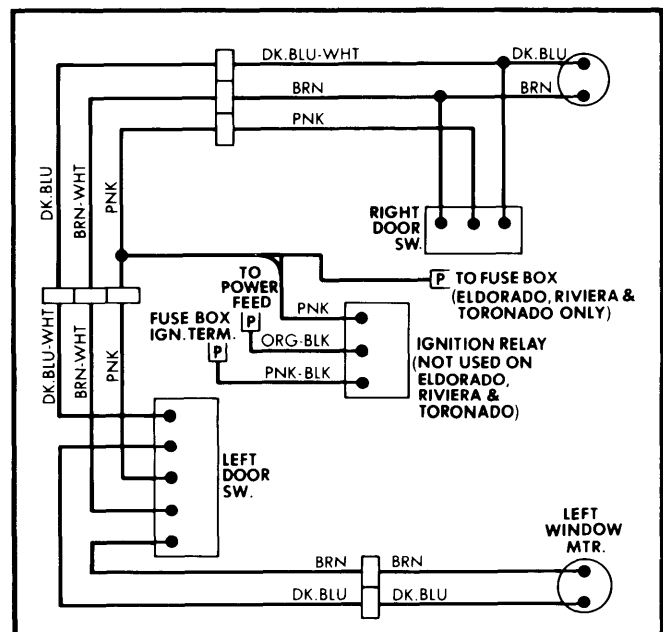 DK.BLU-WHT
DK.BLU
BRN
BRN
PNK
DK.BLU
BRN-WHT
PNK
RIGHT
DOOR
SW.
TO
POWER
FEED
P
P TO FUSE BOX
(ELDORADO, RIVIERA &
TORONADO ONLY)
FUSE BOX
IGN. TERM.
P
PNK
ORG-BLK
PNK-BLK
IGNITION RELAY
(NOT USED ON
ELDORADO,
RIVIERA &
TORONADO)
DK.BLU-WHT
BRN-WHT
PNK
LEFT
DOOR
SW.
LEFT
WINDOW
MTR.
BRN
BRN
DK.BLU
DK.BLU